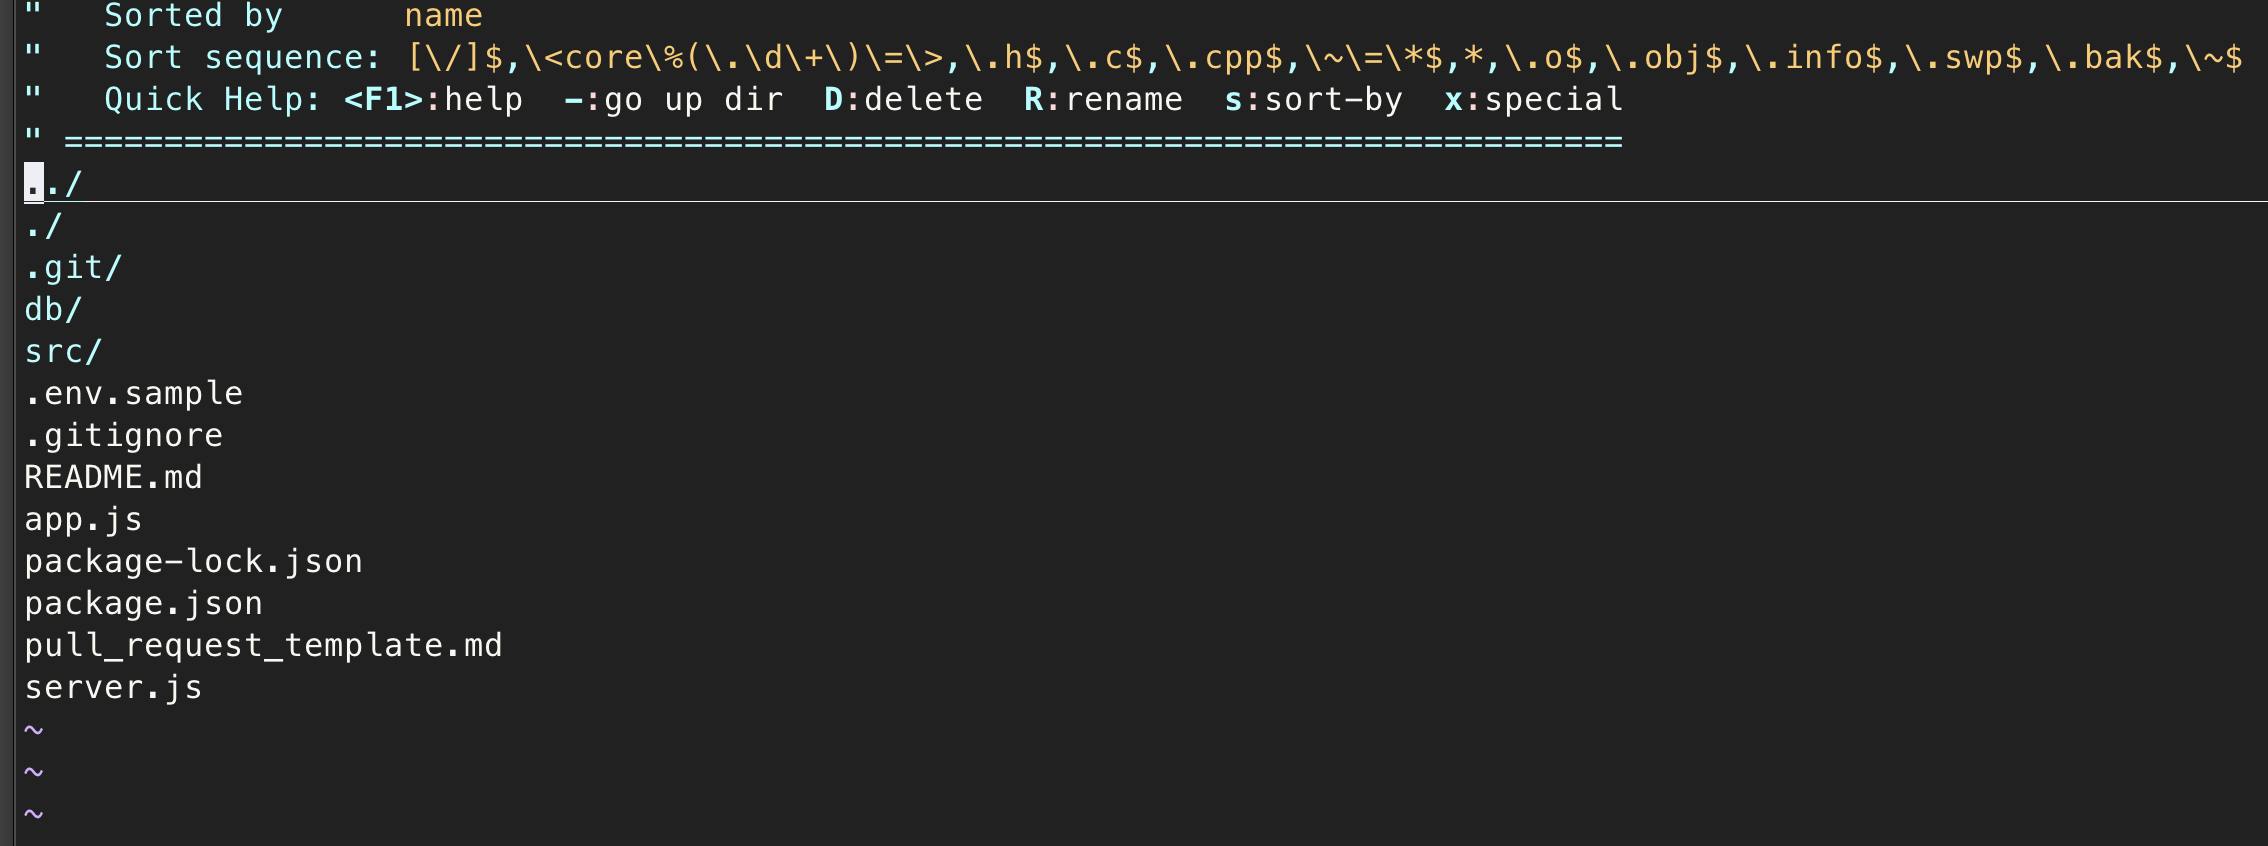 "   Sorted by      name
"   Sort sequence: [\/]$,\<core\%(\.\d\+\)\=\>,\.h$,\.c$,\.cpp$,\~\=\*$,*,\.o$,\.obj$,\.info$,\.swp$,\.bak$,\~$
"   Quick Help: <F1>:help  -:go up dir  D:delete  R:rename  s:sort-by  x:special
" ==============================================================================
../
./
.git/
db/
src/
.env.sample
.gitignore
README.md
app.js
package-lock.json
package.json
pull_request_template.md
server.js
~
~
~